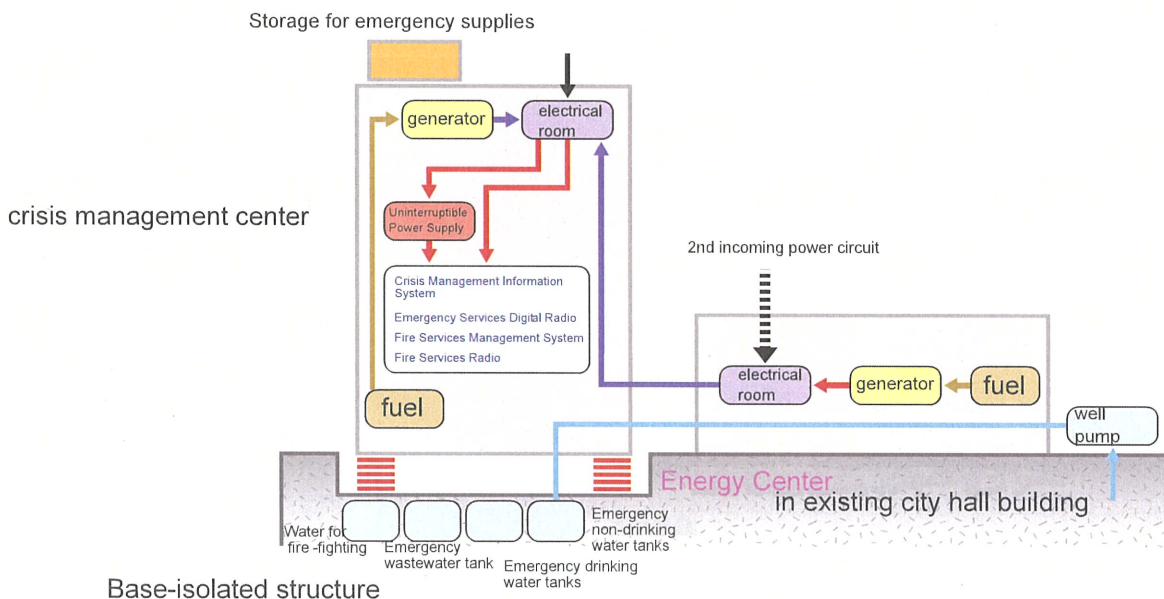 Storage for emergency supplies
generator
electrical
room
crisis management center
Uninterruptible
Power Supply
2nd incoming power circuit
Crisis Management Information
System
Emergency Services Digital Radio
Fire Services Management System
Fire Services Radio
electrical
room
generator
fuel
fuel
well
pump
Energy Center
in existing city hall building
Water for
fire -fighting
Emergency
wastewater tank
Emergency drinking
water tanks
Emergency
non-drinking
water tanks
Base-isolated structure